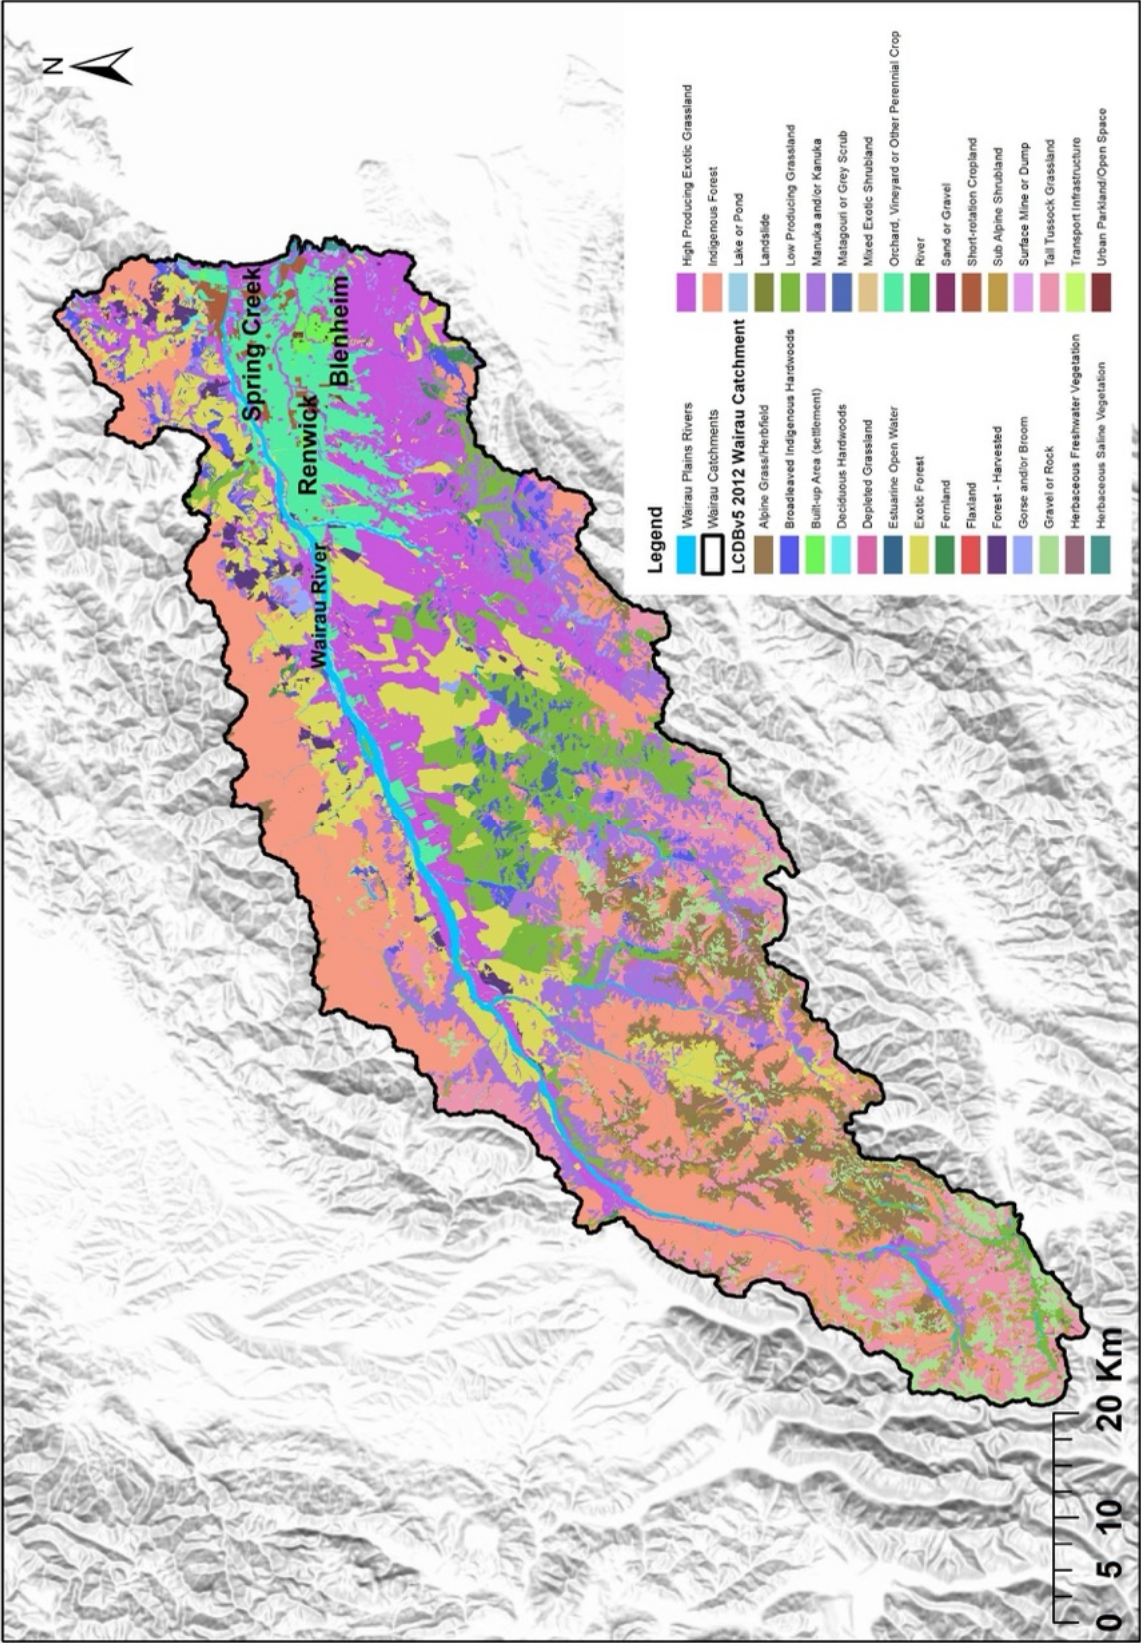 N
Spring Creek
Renwick
Blenheim
Wairau River
0 5 10 20 Km
Legend
Wairau Plains Rivers
Wairau Catchments
LCDBv5 2012 Wairau Catchment
Alpine Grass/Herbfield
Broadleaved Indigenous Hardwoods
Built-up Area (settlement)
Deciduous Hardwoods
Depleted Grassland
Estuarine Open Water
Exotic Forest
Fernland
Flaxland
Forest - Harvested
Gorse and/or Broom
Gravel or Rock
Herbaceous Freshwater Vegetation
Herbaceous Saline Vegetation
High Producing Exotic Grassland
Indigenous Forest
Lake or Pond
Landslide
Low Producing Grassland
Manuka and/or Kanuka
Matagouri or Grey Scrub
Mixed Exotic Shrubland
Orchard, Vineyard or Other Perennial Crop
River
Sand or Gravel
Short-rotation Cropland
Sub Alpine Shrubland
Surface Mine or Dump
Tall Tussock Grassland
Transport Infrastructure
Urban Parkland/Open Space